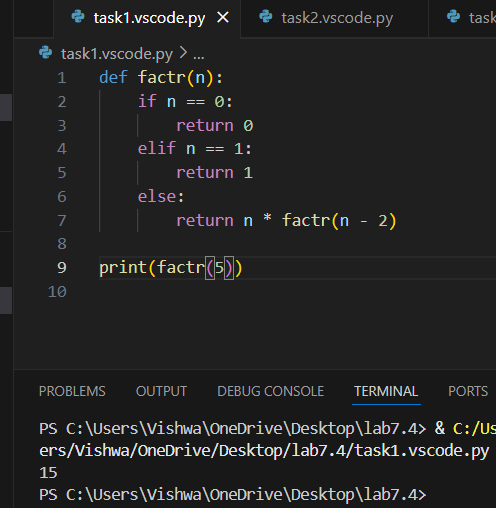 task1.vscode.py × task2.vscode.py task
task1.vscode.py > ...
1 def factr(n):
2     if n == 0:
3         return 0
4     elif n == 1:
5         return 1
6     else:
7         return n * factr(n - 2)
8
9 print(factr(5))
10
PROBLEMS OUTPUT DEBUG CONSOLE TERMINAL PORTS
PS C:\Users\Vishwa\OneDrive\Desktop\lab7.4> & C:/Us
ers/Vishwa/OneDrive/Desktop/lab7.4/task1.vscode.py
15
PS C:\Users\Vishwa\OneDrive\Desktop\lab7.4>